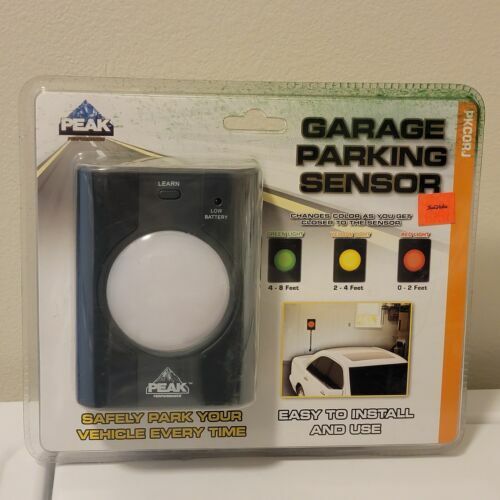 PEAK
PERFORMANCE
GARAGE
PARKING
SENSOR
PKC0RJ
LEARN
LOW
BATTERY
CHANGES COLOR AS YOU GET
CLOSER TO THE SENSOR
GREEN LIGHT
YELLOW LIGHT
RED LIGHT
4 - 8 Feet
2 - 4 Feet
0 - 2 Feet
PEAK
PERFORMANCE
SAFELY PARK YOUR
VEHICLE EVERY TIME
EASY TO INSTALL
AND USE